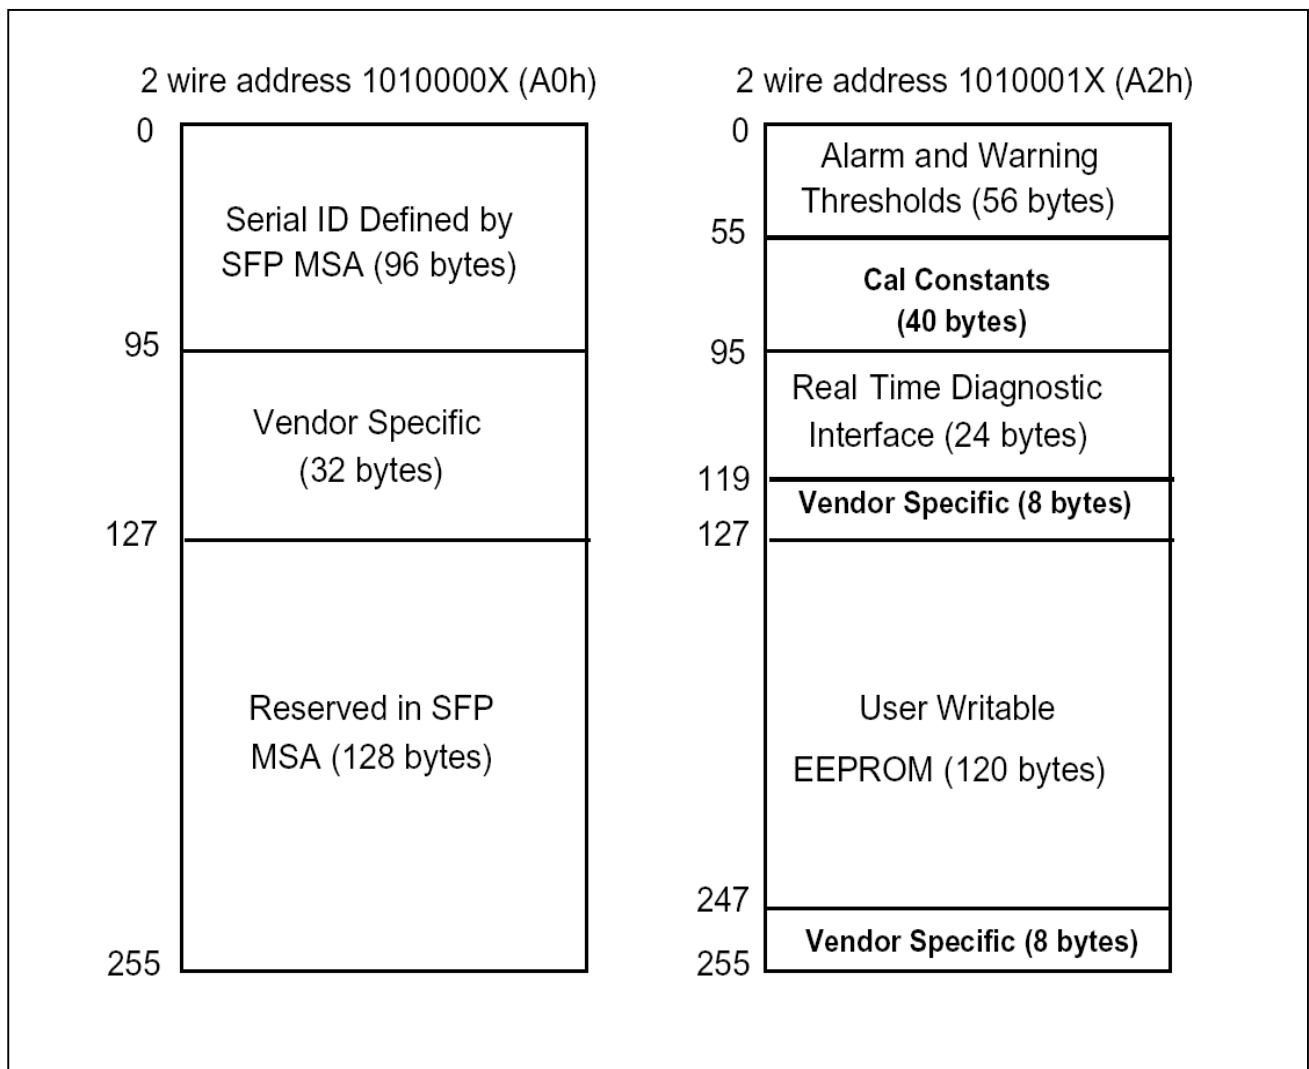 2 wire address 1010000X (A0h)
0
Serial ID Defined by
SFP MSA (96 bytes)
95
Vendor Specific
(32 bytes)
127
Reserved in SFP
MSA (128 bytes)
255
2 wire address 1010001X (A2h)
0
Alarm and Warning
Thresholds (56 bytes)
55
Cal Constants
(40 bytes)
95
Real Time Diagnostic
Interface (24 bytes)
119
Vendor Specific (8 bytes)
127
User Writable
EEPROM (120 bytes)
247
Vendor Specific (8 bytes)
255